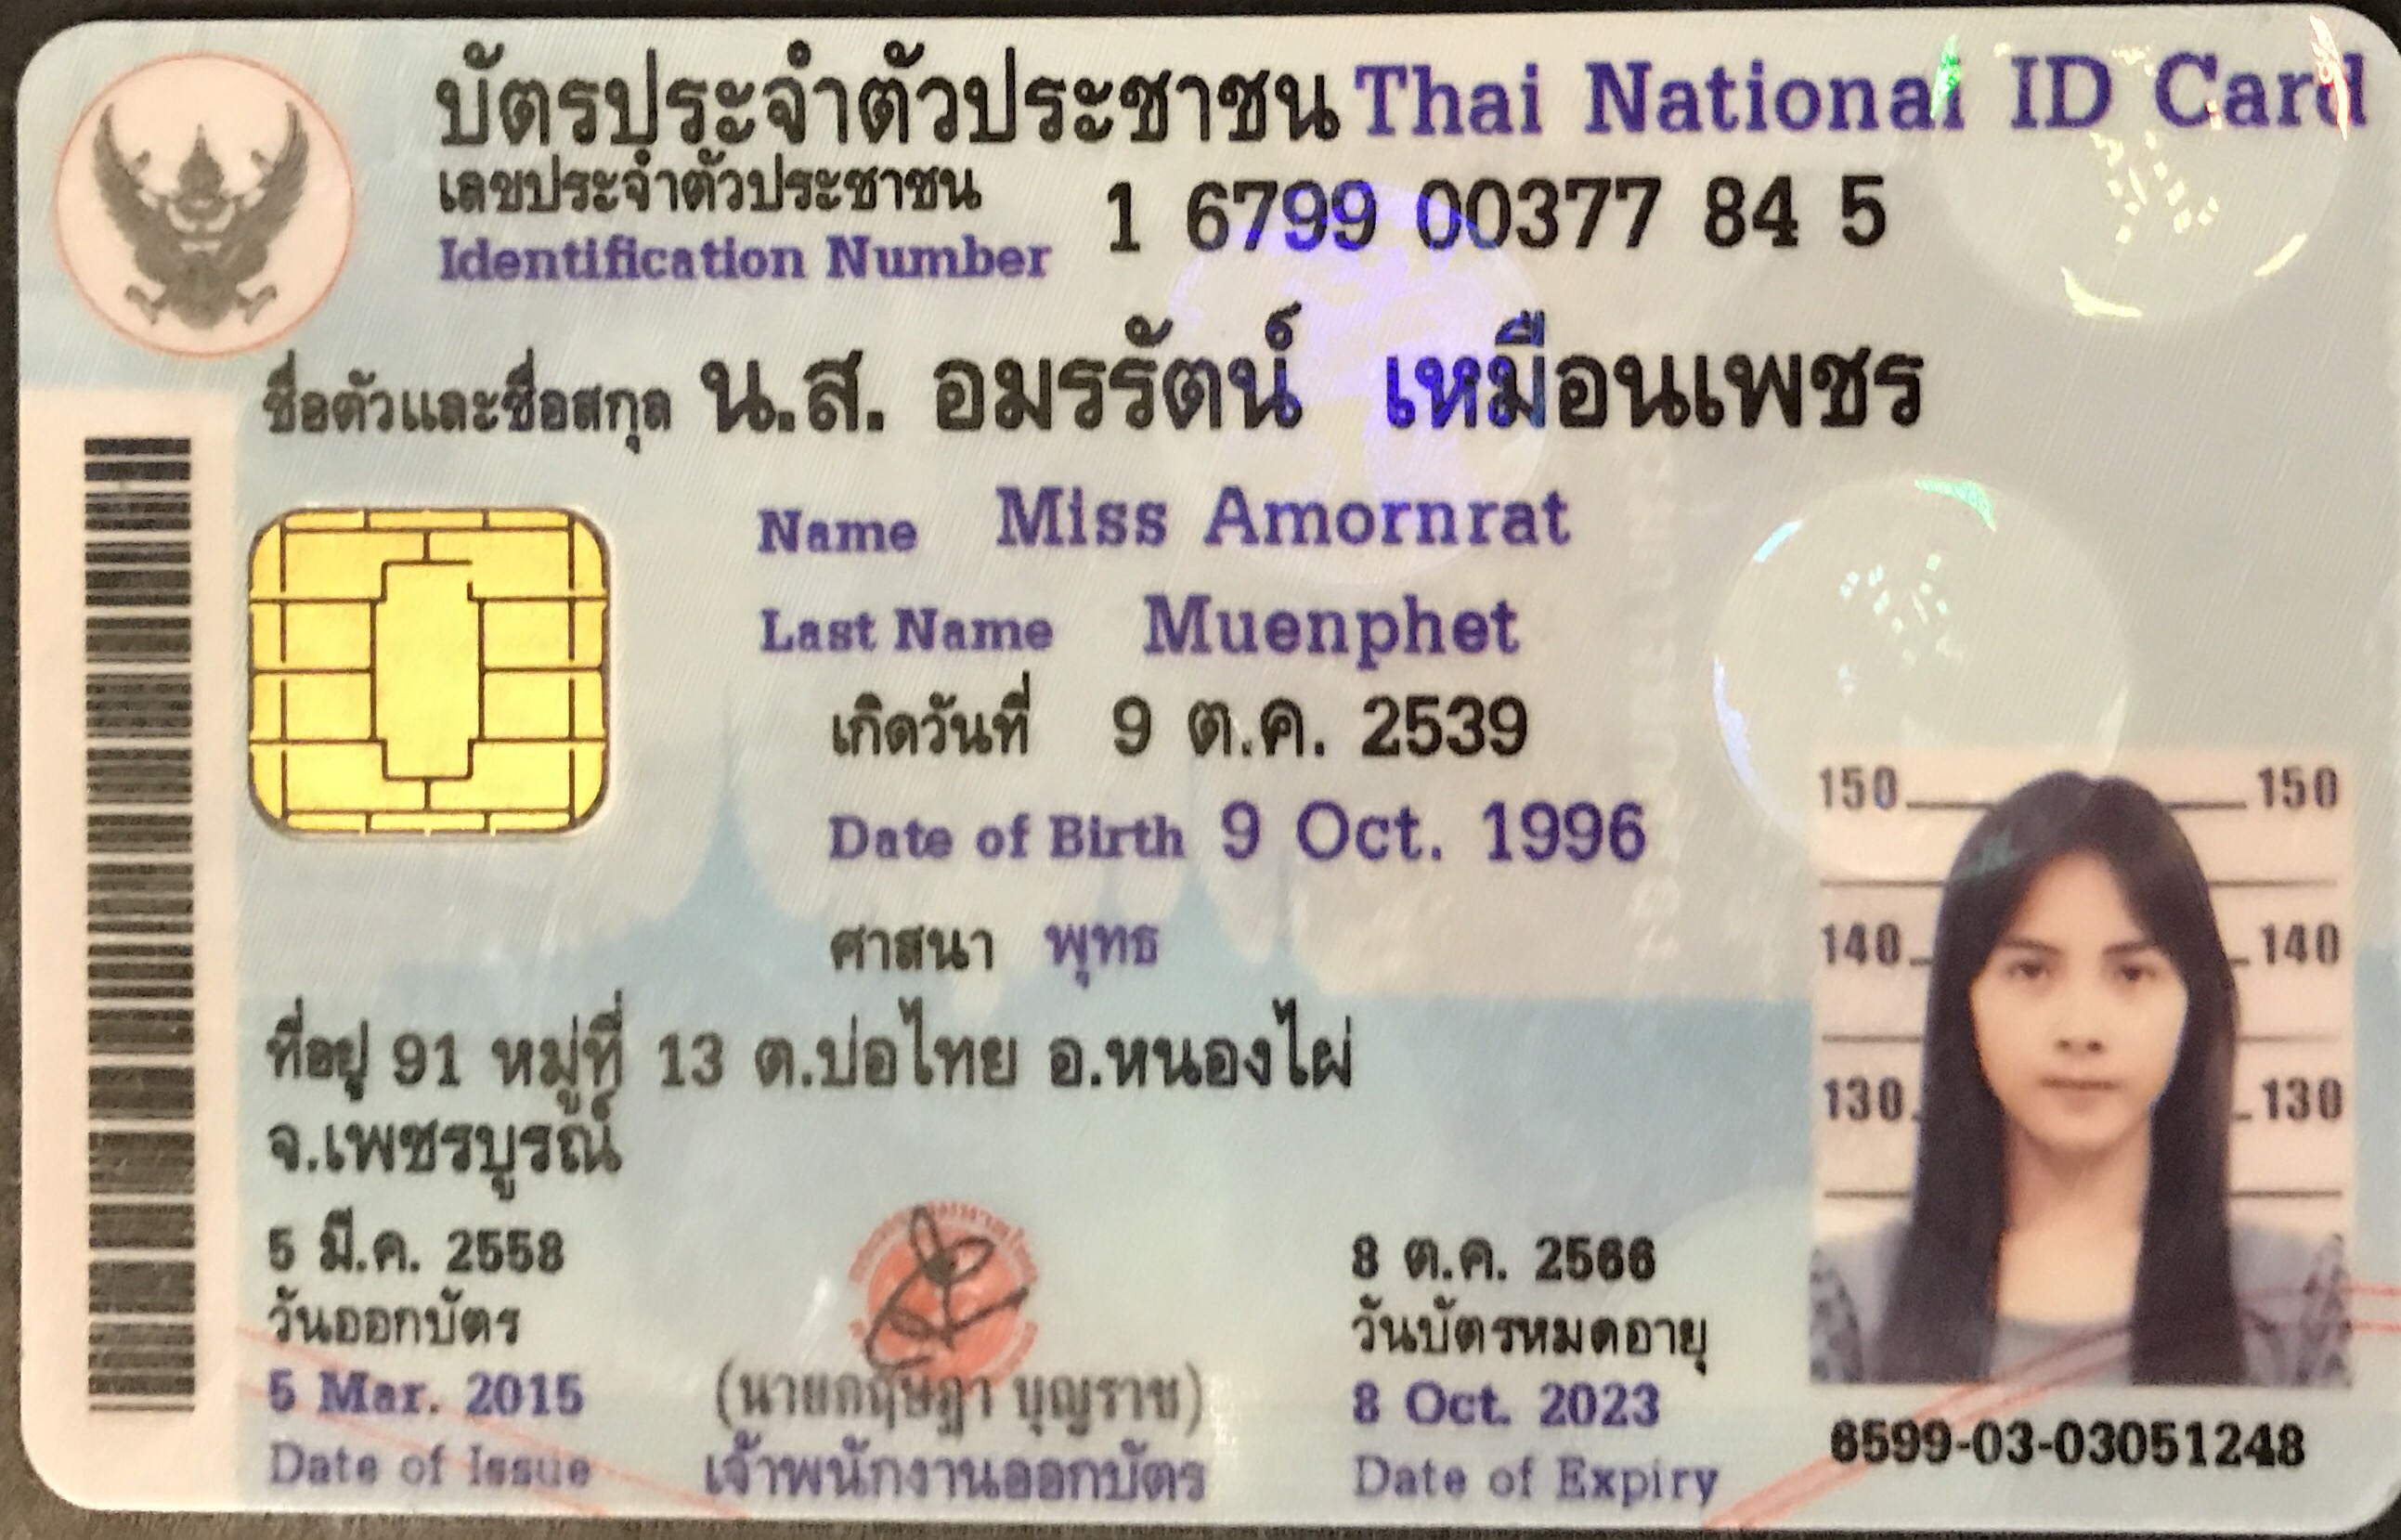 บัตรประจำตัวประชาชน Thai National ID Card
เลขประจำตัวประชาชน
Identification Number
1 6799 00377 84 5
ชื่อตัวและชื่อสกุล น.ส. อมรรัตน์ เหมือนเพชร
Name Miss Amornrat
Last Name Muenphet
เกิดวันที่ 9 ต.ค. 2539
Date of Birth 9 Oct. 1996
ศาสนา พุทธ
ที่อยู่ 91 หมู่ที่ 13 ต.บ่อไทย อ.หนองไผ่
จ.เพชรบูรณ์
5 มี.ค. 2558
วันออกบัตร
5 Mar. 2015
Date of Issue
(นายกฤษฎา บุญราช)
เจ้าพนักงานออกบัตร
8 ต.ค. 2566
วันบัตรหมดอายุ
8 Oct. 2023
Date of Expiry
150 150
140 140
130 130
6599-03-03051248